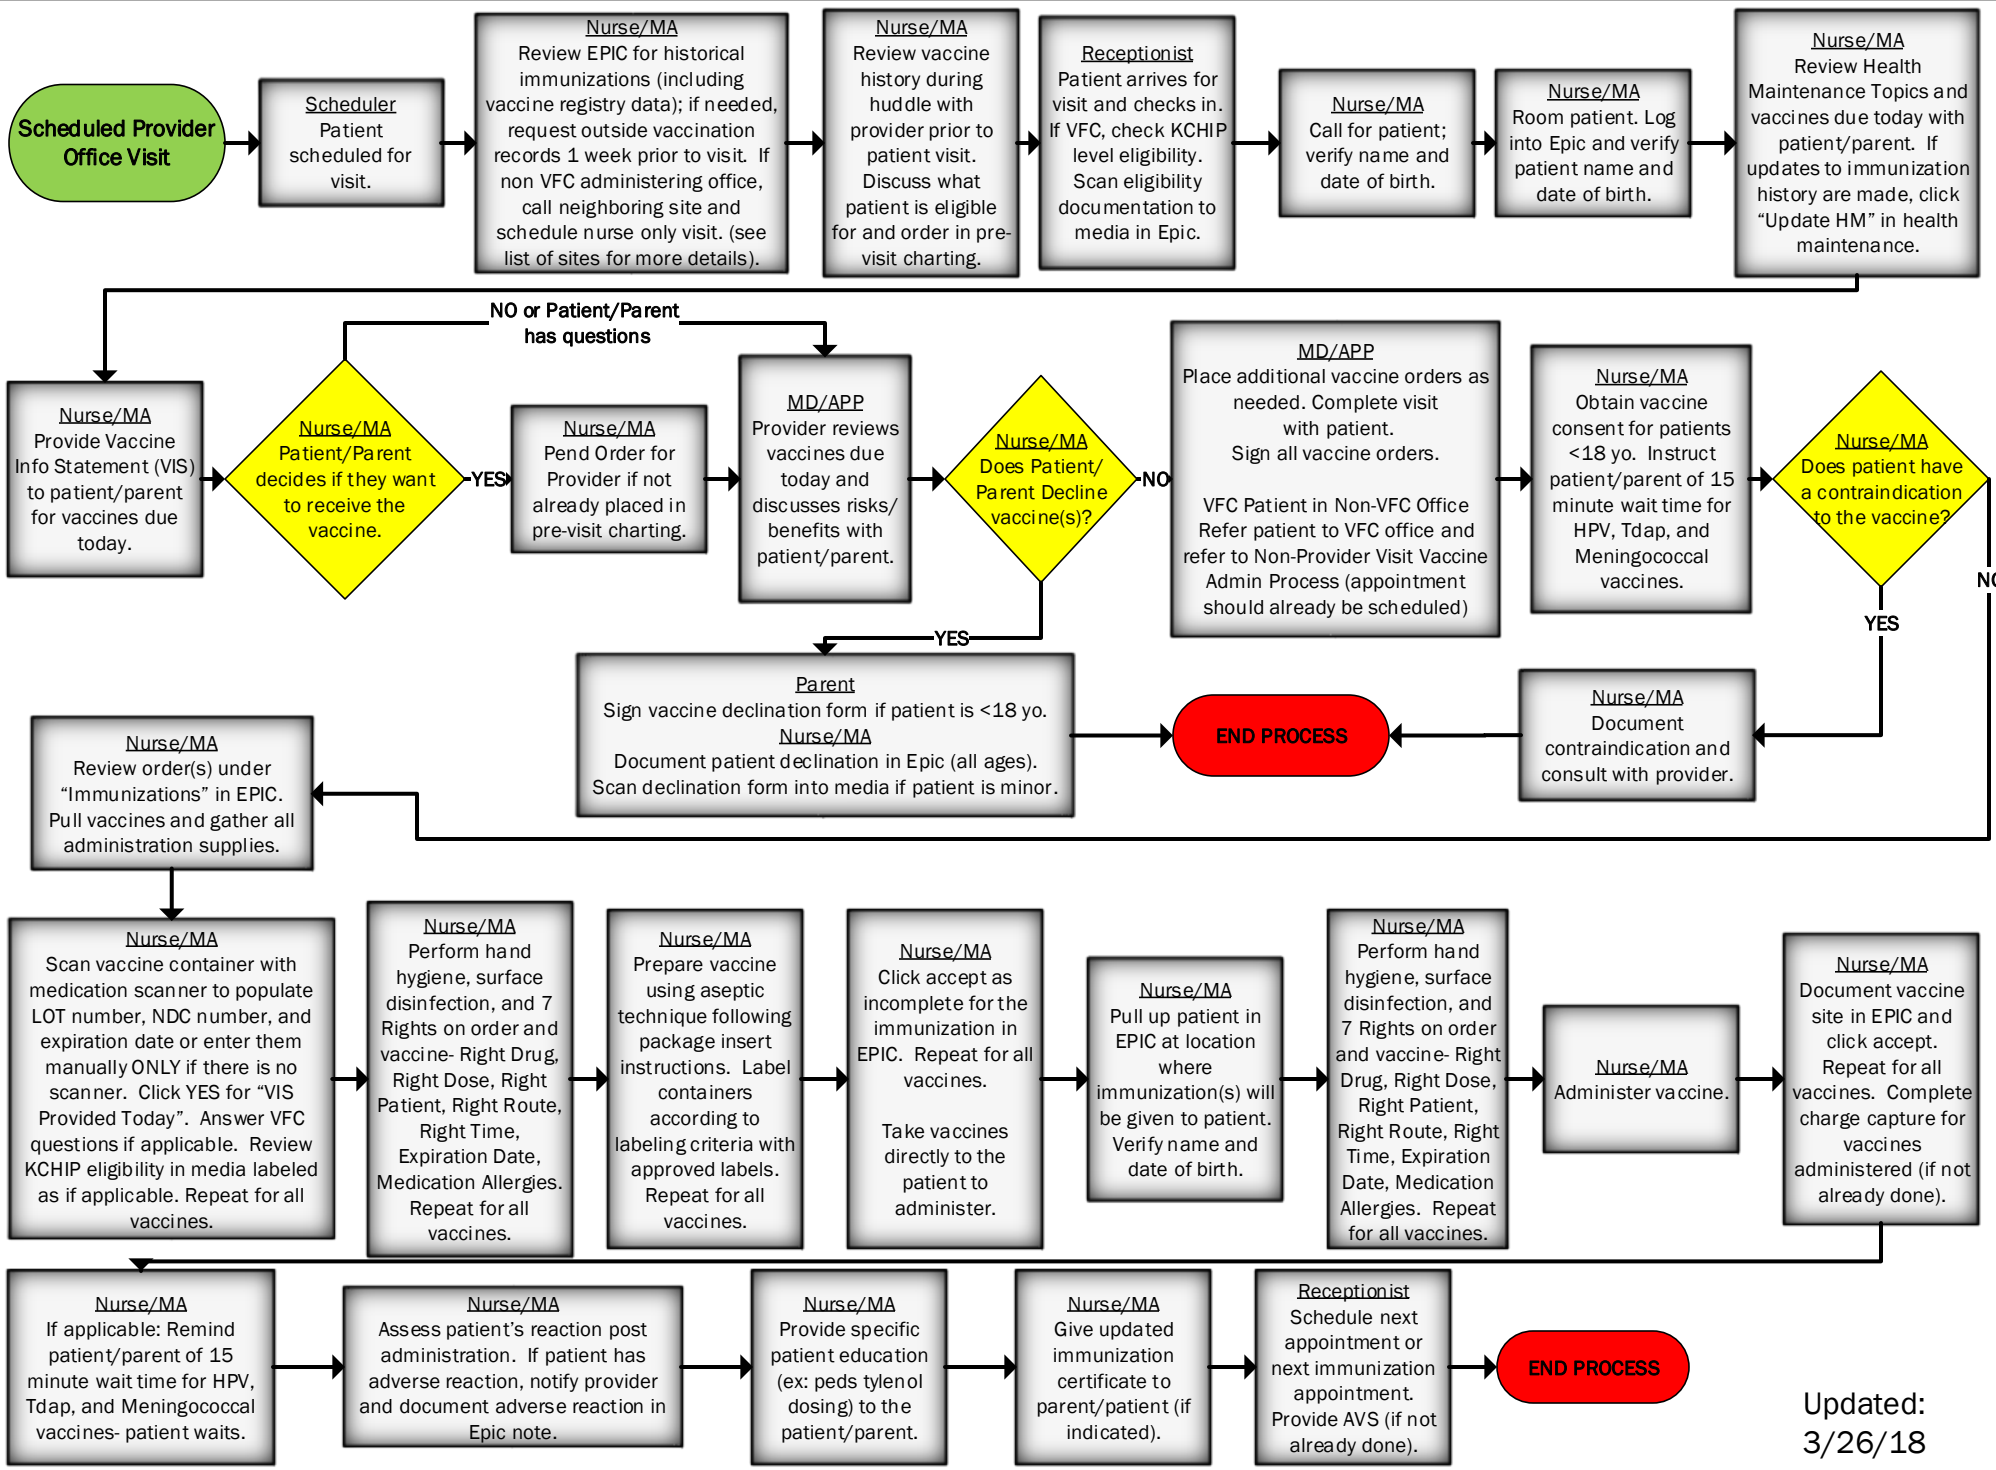 Scheduled Provider
Office Visit
Scheduler
Patient
scheduled for
visit.
Nurse/MA
Review EPIC for historical
immunizations (including
vaccine registry data); if needed,
request outside vaccination
records 1 week prior to visit.  If
non VFC administering office,
call neighboring site and
schedule nurse only visit. (see
list of sites for more details).
Nurse/MA
Review vaccine
history during
huddle with
provider prior to
patient visit.
Discuss what
patient is eligible
for and order in pre-
visit charting.
Receptionist
Patient arrives for
visit and checks in.
If VFC, check KCHIP
level eligibility.
Scan eligibility
documentation to
media in Epic.
Nurse/MA
Call for patient;
verify name and
date of birth.
Nurse/MA
Room patient. Log
into Epic and verify
patient name and
date of birth.
Nurse/MA
Review Health
Maintenance Topics and
vaccines due today with
patient/parent.  If
updates to immunization
history are made, click
“Update HM” in health
maintenance.
Nurse/MA
Provide Vaccine
Info Statement (VIS)
to patient/parent
for vaccines due
today.
Nurse/MA
Patient/Parent
decides if they want
to receive the
vaccine.
NO or Patient/Parent
has questions
YES
Nurse/MA
Pend Order for
Provider if not
already placed in
pre-visit charting.
MD/APP
Provider reviews
vaccines due
today and
discusses risks/
benefits with
patient/parent.
Nurse/MA
Does Patient/
Parent Decline
vaccine(s)?
NO
YES
MD/APP
Place additional vaccine orders as
needed. Complete visit
with patient.
Sign all vaccine orders.
VFC Patient in Non-VFC Office
Refer patient to VFC office and
refer to Non-Provider Visit Vaccine
Admin Process (appointment
should already be scheduled)
Nurse/MA
Obtain vaccine
consent for patients
<18 yo.  Instruct
patient/parent of 15
minute wait time for
HPV, Tdap, and
Meningococcal
vaccines.
Nurse/MA
Does patient have
a contraindication
to the vaccine?
NO
YES
Parent
Sign vaccine declination form if patient is <18 yo.
Nurse/MA
Document patient declination in Epic (all ages).
Scan declination form into media if patient is minor.
END PROCESS
Nurse/MA
Document
contraindication and
consult with provider.
Nurse/MA
Review order(s) under
“Immunizations” in EPIC.
Pull vaccines and gather all
administration supplies.
Nurse/MA
Scan vaccine container with
medication scanner to populate
LOT number, NDC number, and
expiration date or enter them
manually ONLY if there is no
scanner.  Click YES for “VIS
Provided Today”.  Answer VFC
questions if applicable.  Review
KCHIP eligibility in media labeled
as if applicable. Repeat for all
vaccines.
Nurse/MA
Perform hand
hygiene, surface
disinfection, and 7
Rights on order and
vaccine- Right Drug,
Right Dose, Right
Patient, Right Route,
Right Time,
Expiration Date,
Medication Allergies.
Repeat for all
vaccines.
Nurse/MA
Prepare vaccine
using aseptic
technique following
package insert
instructions.  Label
containers
according to
labeling criteria with
approved labels.
Repeat for all
vaccines.
Nurse/MA
Click accept as
incomplete for the
immunization in
EPIC.  Repeat for all
vaccines.
Take vaccines
directly to the
patient to
administer.
Nurse/MA
Pull up patient in
EPIC at location
where
immunization(s) will
be given to patient.
Verify name and
date of birth.
Nurse/MA
Perform hand
hygiene, surface
disinfection, and
7 Rights on order
and vaccine- Right
Drug, Right Dose,
Right Patient,
Right Route, Right
Time, Expiration
Date, Medication
Allergies.  Repeat
for all vaccines.
Nurse/MA
Administer vaccine.
Nurse/MA
Document vaccine
site in EPIC and
click accept.
Repeat for all
vaccines.  Complete
charge capture for
vaccines
administered (if not
already done).
Nurse/MA
If applicable: Remind
patient/parent of 15
minute wait time for HPV,
Tdap, and Meningococcal
vaccines- patient waits.
Nurse/MA
Assess patient’s reaction post
administration.  If patient has
adverse reaction, notify provider
and document adverse reaction in
Epic note.
Nurse/MA
Provide specific
patient education
(ex: peds tylenol
dosing) to the
patient/parent.
Nurse/MA
Give updated
immunization
certificate to
parent/patient (if
indicated).
Receptionist
Schedule next
appointment or
next immunization
appointment.
Provide AVS (if not
already done).
END PROCESS
Updated:
3/26/18